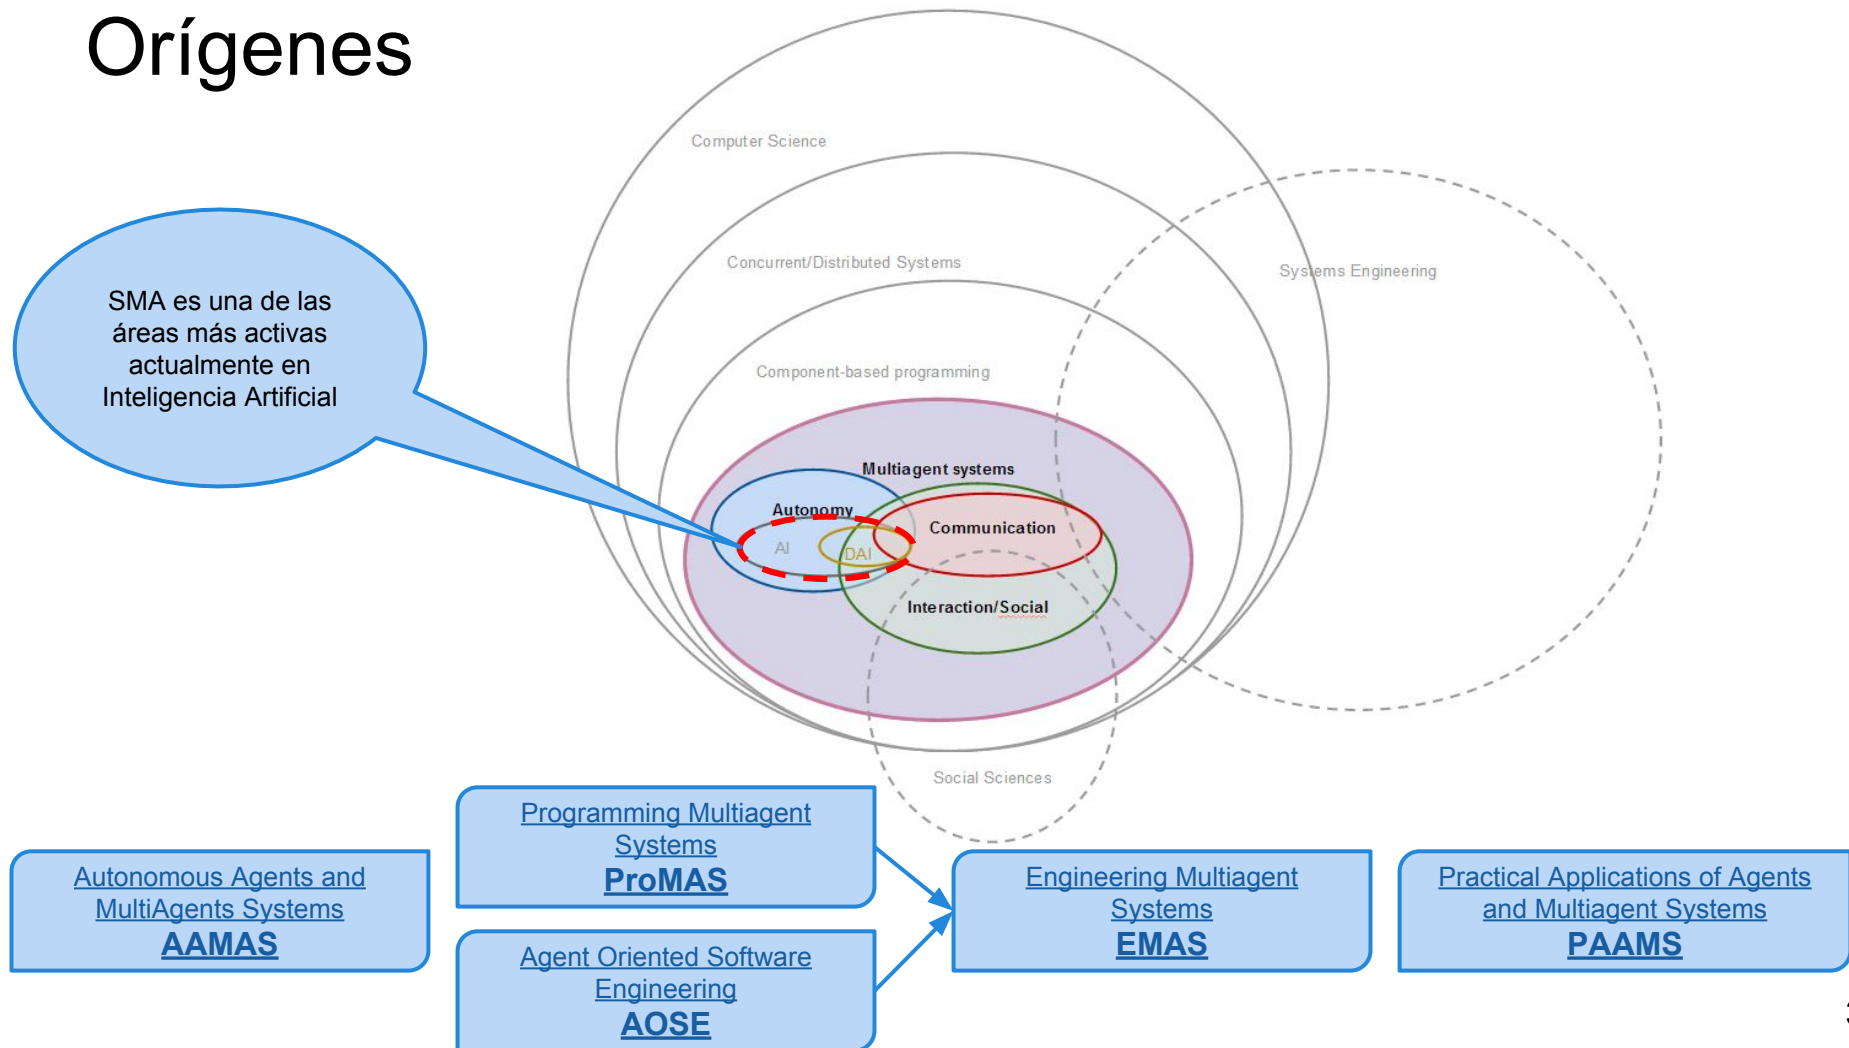 Orígenes
Computer Science
Concurrent/Distributed Systems
Systems Engineering
SMA es una de las
áreas más activas
actualmente en
Inteligencia Artificial
Component-based programming
Multiagent systems
Autonomy
Communication
AI
DAI
Interaction/Social
Social Sciences
Programming Multiagent
Systems
ProMAS
Autonomous Agents and
MultiAgents Systems
AAMAS
Agent Oriented Software
Engineering
AOSE
Engineering Multiagent
Systems
EMAS
Practical Applications of Agents
and Multiagent Systems
PAAMS